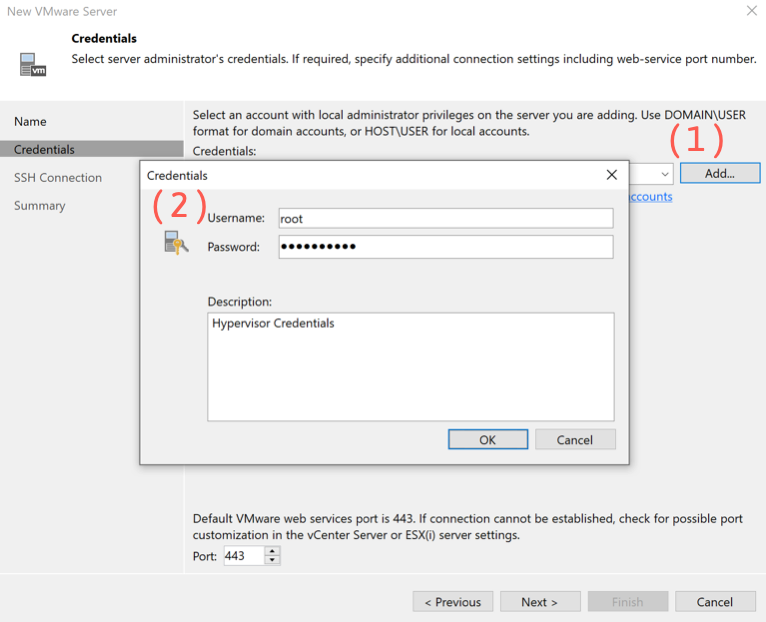 New VMware Server
Credentials
Select server administrator's credentials. If required, specify additional connection settings including web-service port number.
vm
Name
Credentials
SSH Connection
Summary
Select an account with local administrator privileges on the server you are adding. Use DOMAIN\USER
format for domain accounts, or HOST\USER for local accounts.
Credentials:
(1)
Add...
ccounts
Credentials
(2)
Username:
root
Password:
●●●●●●●●●●
Description:
Hypervisor Credentials
OK
Cancel
Default VMware web services port is 443. If connection cannot be established, check for possible port
customization in the vCenter Server or ESX(i) server settings.
Port:
443
< Previous
Next >
Finish
Cancel